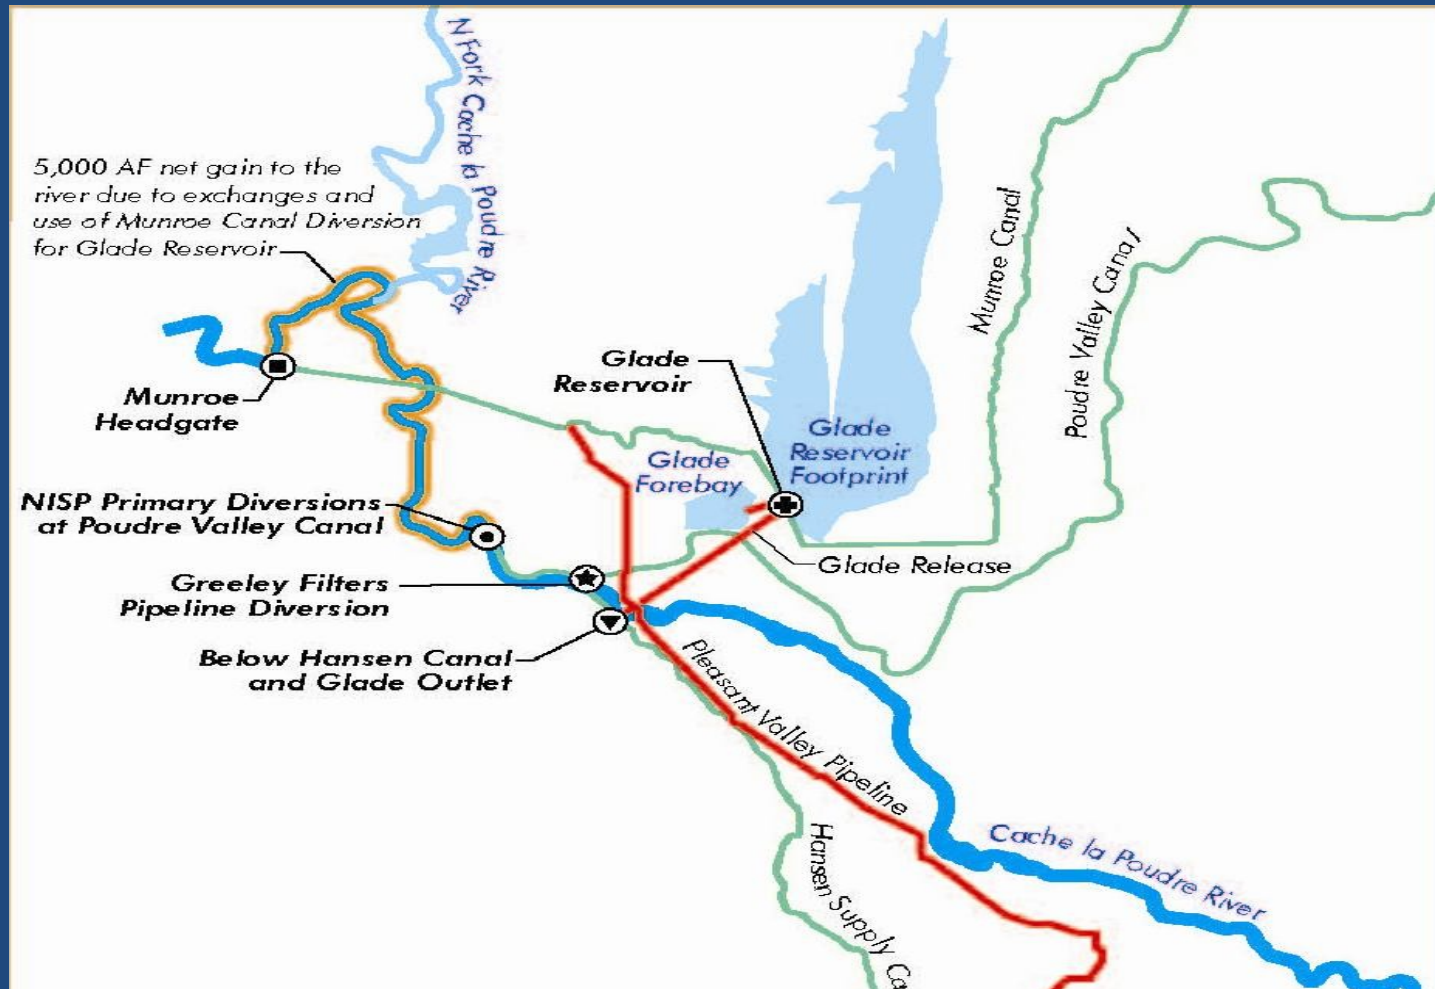 N Fork Cache la Poudre River
5,000 AF net gain to the
river due to exchanges and
use of Munroe Canal Diversion
for Glade Reservoir
Munroe
Headgate
Glade
Reservoir
Glade
Reservoir
Footprint
Glade
Forebay
Munroe Canal
Poudre Valley Canal
NISP Primary Diversions
at Poudre Valley Canal
Glade Release
Greeley Filters
Pipeline Diversion
Below Hansen Canal
and Glade Outlet
Pleasant Valley Pipeline
Cache la Poudre River
Hansen Supply Ca